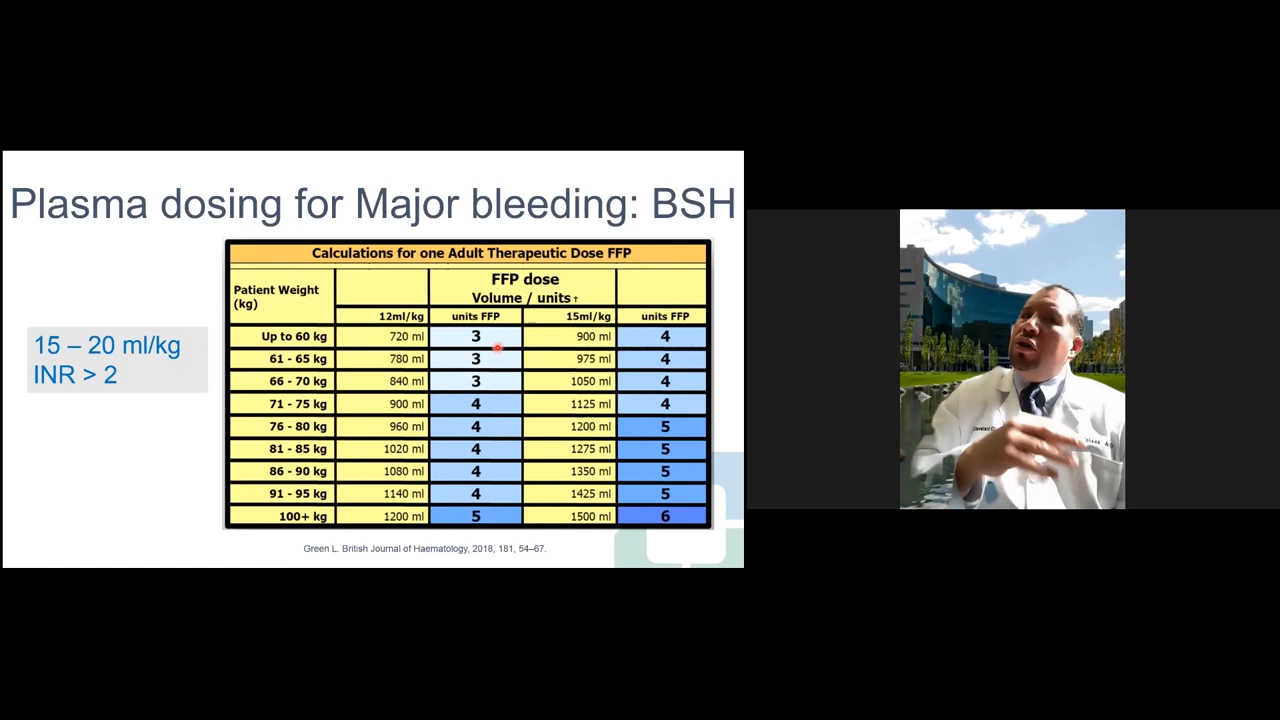 Plasma dosing for Major bleeding: BSH
15 – 20 ml/kg
INR > 2
Calculations for one Adult Therapeutic Dose FFP
Patient Weight (kg) FFP dose
Volume / units †
12ml/kg units FFP 15ml/kg units FFP
Up to 60 kg 720 ml 3 900 ml 4
61 - 65 kg 780 ml 3 975 ml 4
66 - 70 kg 840 ml 3 1050 ml 4
71 - 75 kg 900 ml 4 1125 ml 4
76 - 80 kg 960 ml 4 1200 ml 5
81 - 85 kg 1020 ml 4 1275 ml 5
86 - 90 kg 1080 ml 4 1350 ml 5
91 - 95 kg 1140 ml 4 1425 ml 5
100+ kg 1200 ml 5 1500 ml 6
Green L. British Journal of Haematology, 2018, 181, 54–67.